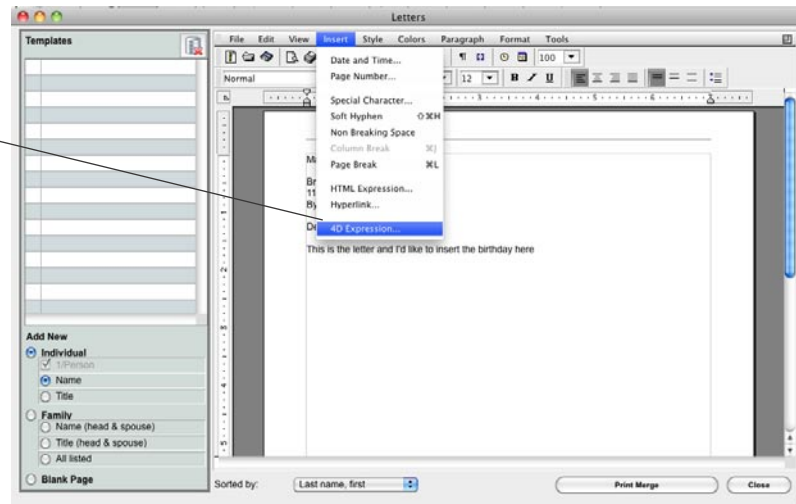 Letters
Templates
File Edit View Insert Style Colors Paragraph Format Tools
100
Normal
12 B I U
Date and Time...
Page Number...
Special Character...
Soft Hyphen ⇧⌘H
Non Breaking Space
Column Break ⌘J
Page Break ⌘L
HTML Expression...
Hyperlink...
4D Expression...
This is the letter and I'd like to insert the birthday here
Add New
Individual
1/Person
Name
Title
Family
Name (head & spouse)
Title (head & spouse)
All listed
Blank Page
Sorted by: Last name, first
Print Merge
Close